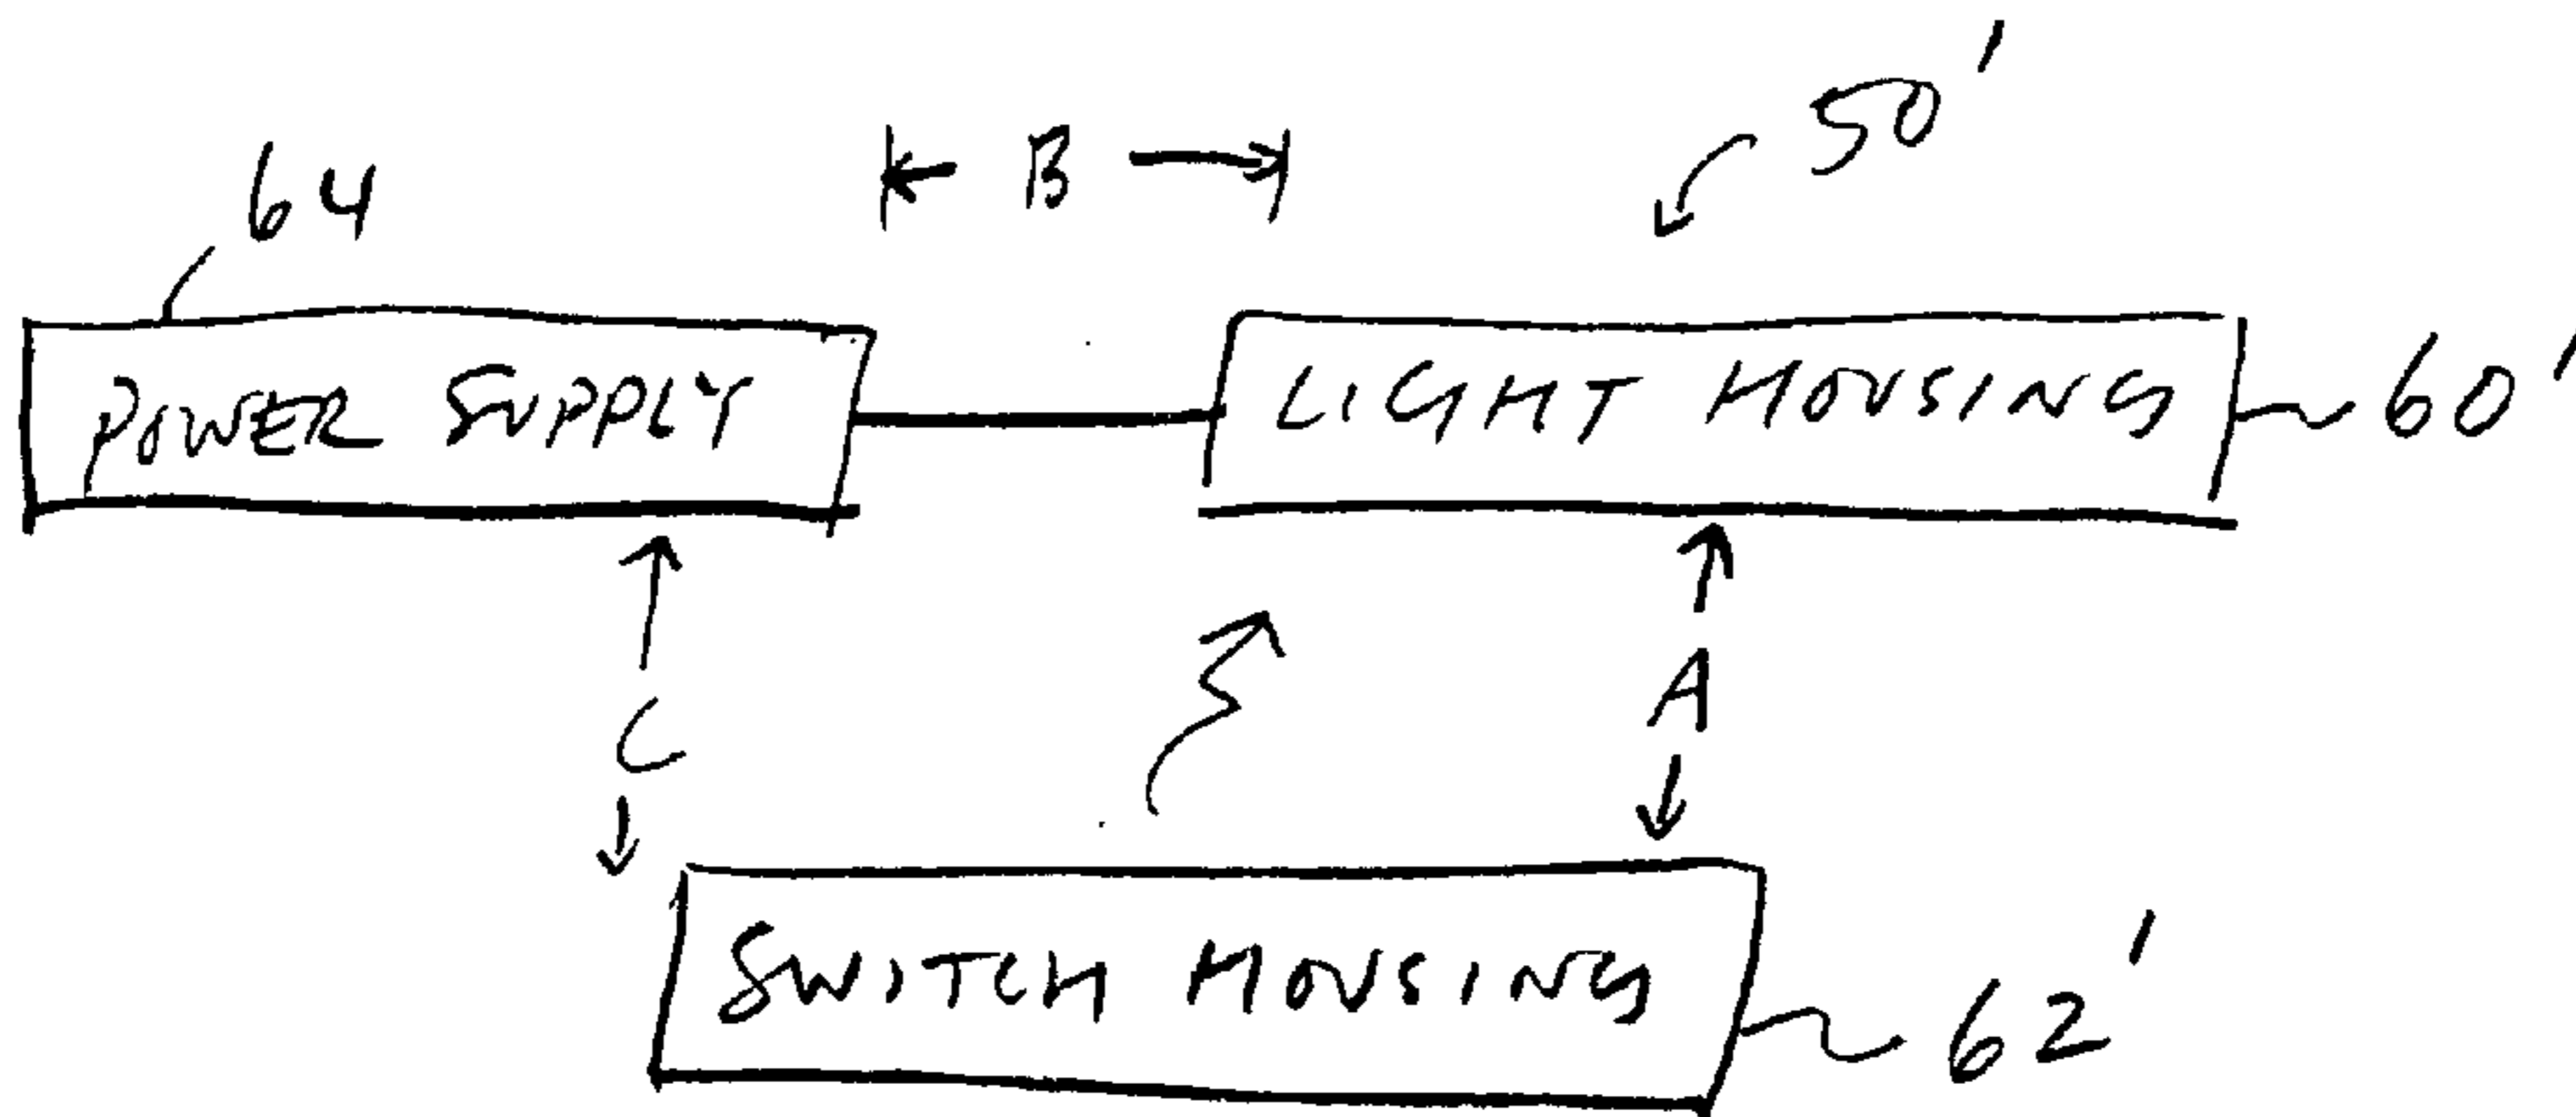 50'
64
B
POWER SUPPLY
LIGHT HOUSING
60'
C
A
SWITCH HOUSING
62'